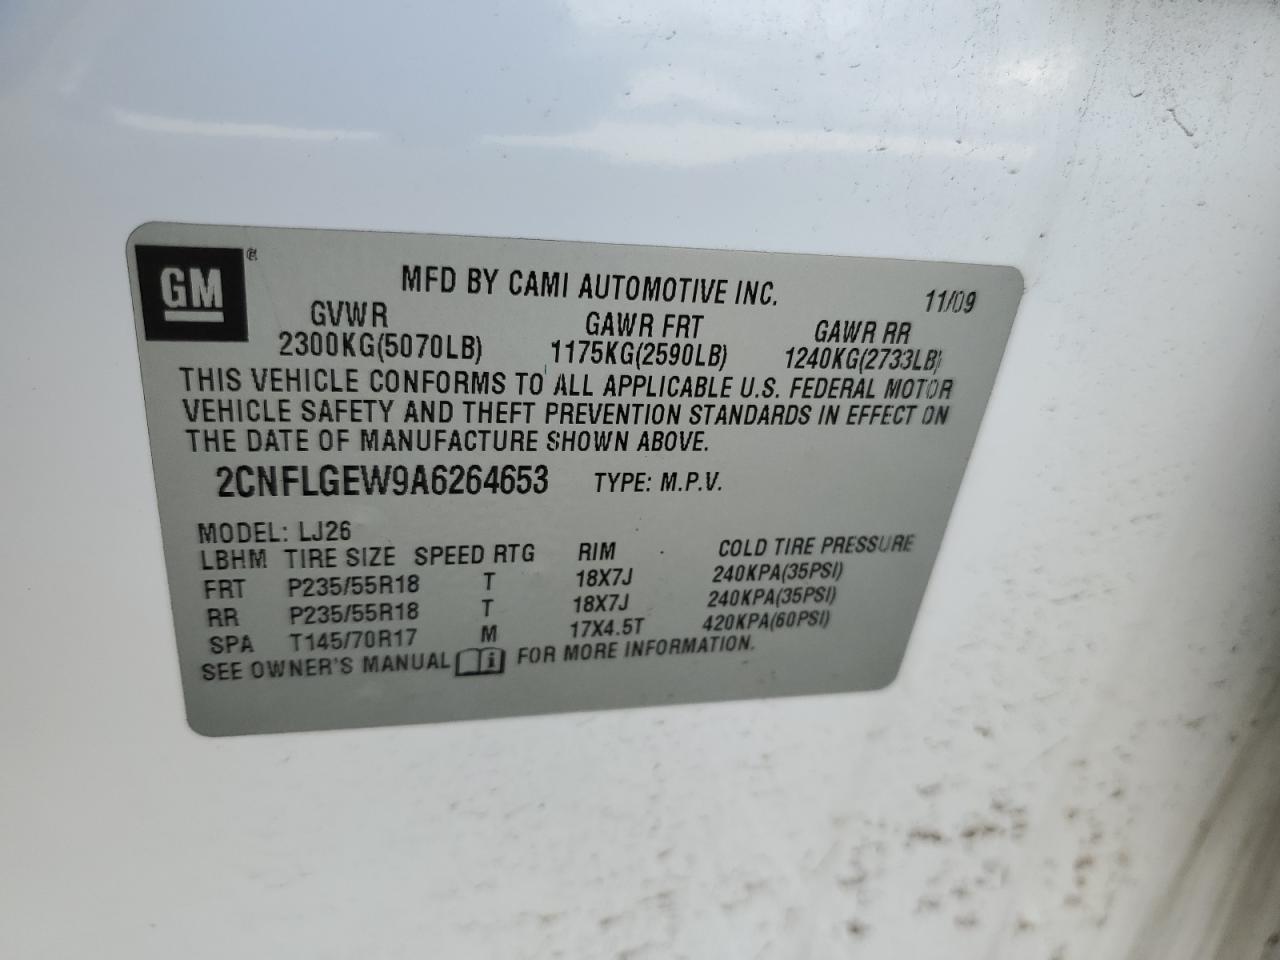 GM®
MFD BY CAMI AUTOMOTIVE INC. 11/09
GVWR GAWR FRT GAWR RR
2300KG(5070LB) 1175KG(2590LB) 1240KG(2733LB)
THIS VEHICLE CONFORMS TO ALL APPLICABLE U.S. FEDERAL MOTOR
VEHICLE SAFETY AND THEFT PREVENTION STANDARDS IN EFFECT ON
THE DATE OF MANUFACTURE SHOWN ABOVE.
2CNFLGEW9A6264653 TYPE: M.P.V.
MODEL: LJ26
LBHM TIRE SIZE SPEED RTG RIM COLD TIRE PRESSURE
FRT P235/55R18 T 18X7J 240KPA(35PSI)
RR P235/55R18 T 18X7J 240KPA(35PSI)
SPA T145/70R17 M 17X4.5T 420KPA(60PSI)
SEE OWNER'S MANUAL i FOR MORE INFORMATION.